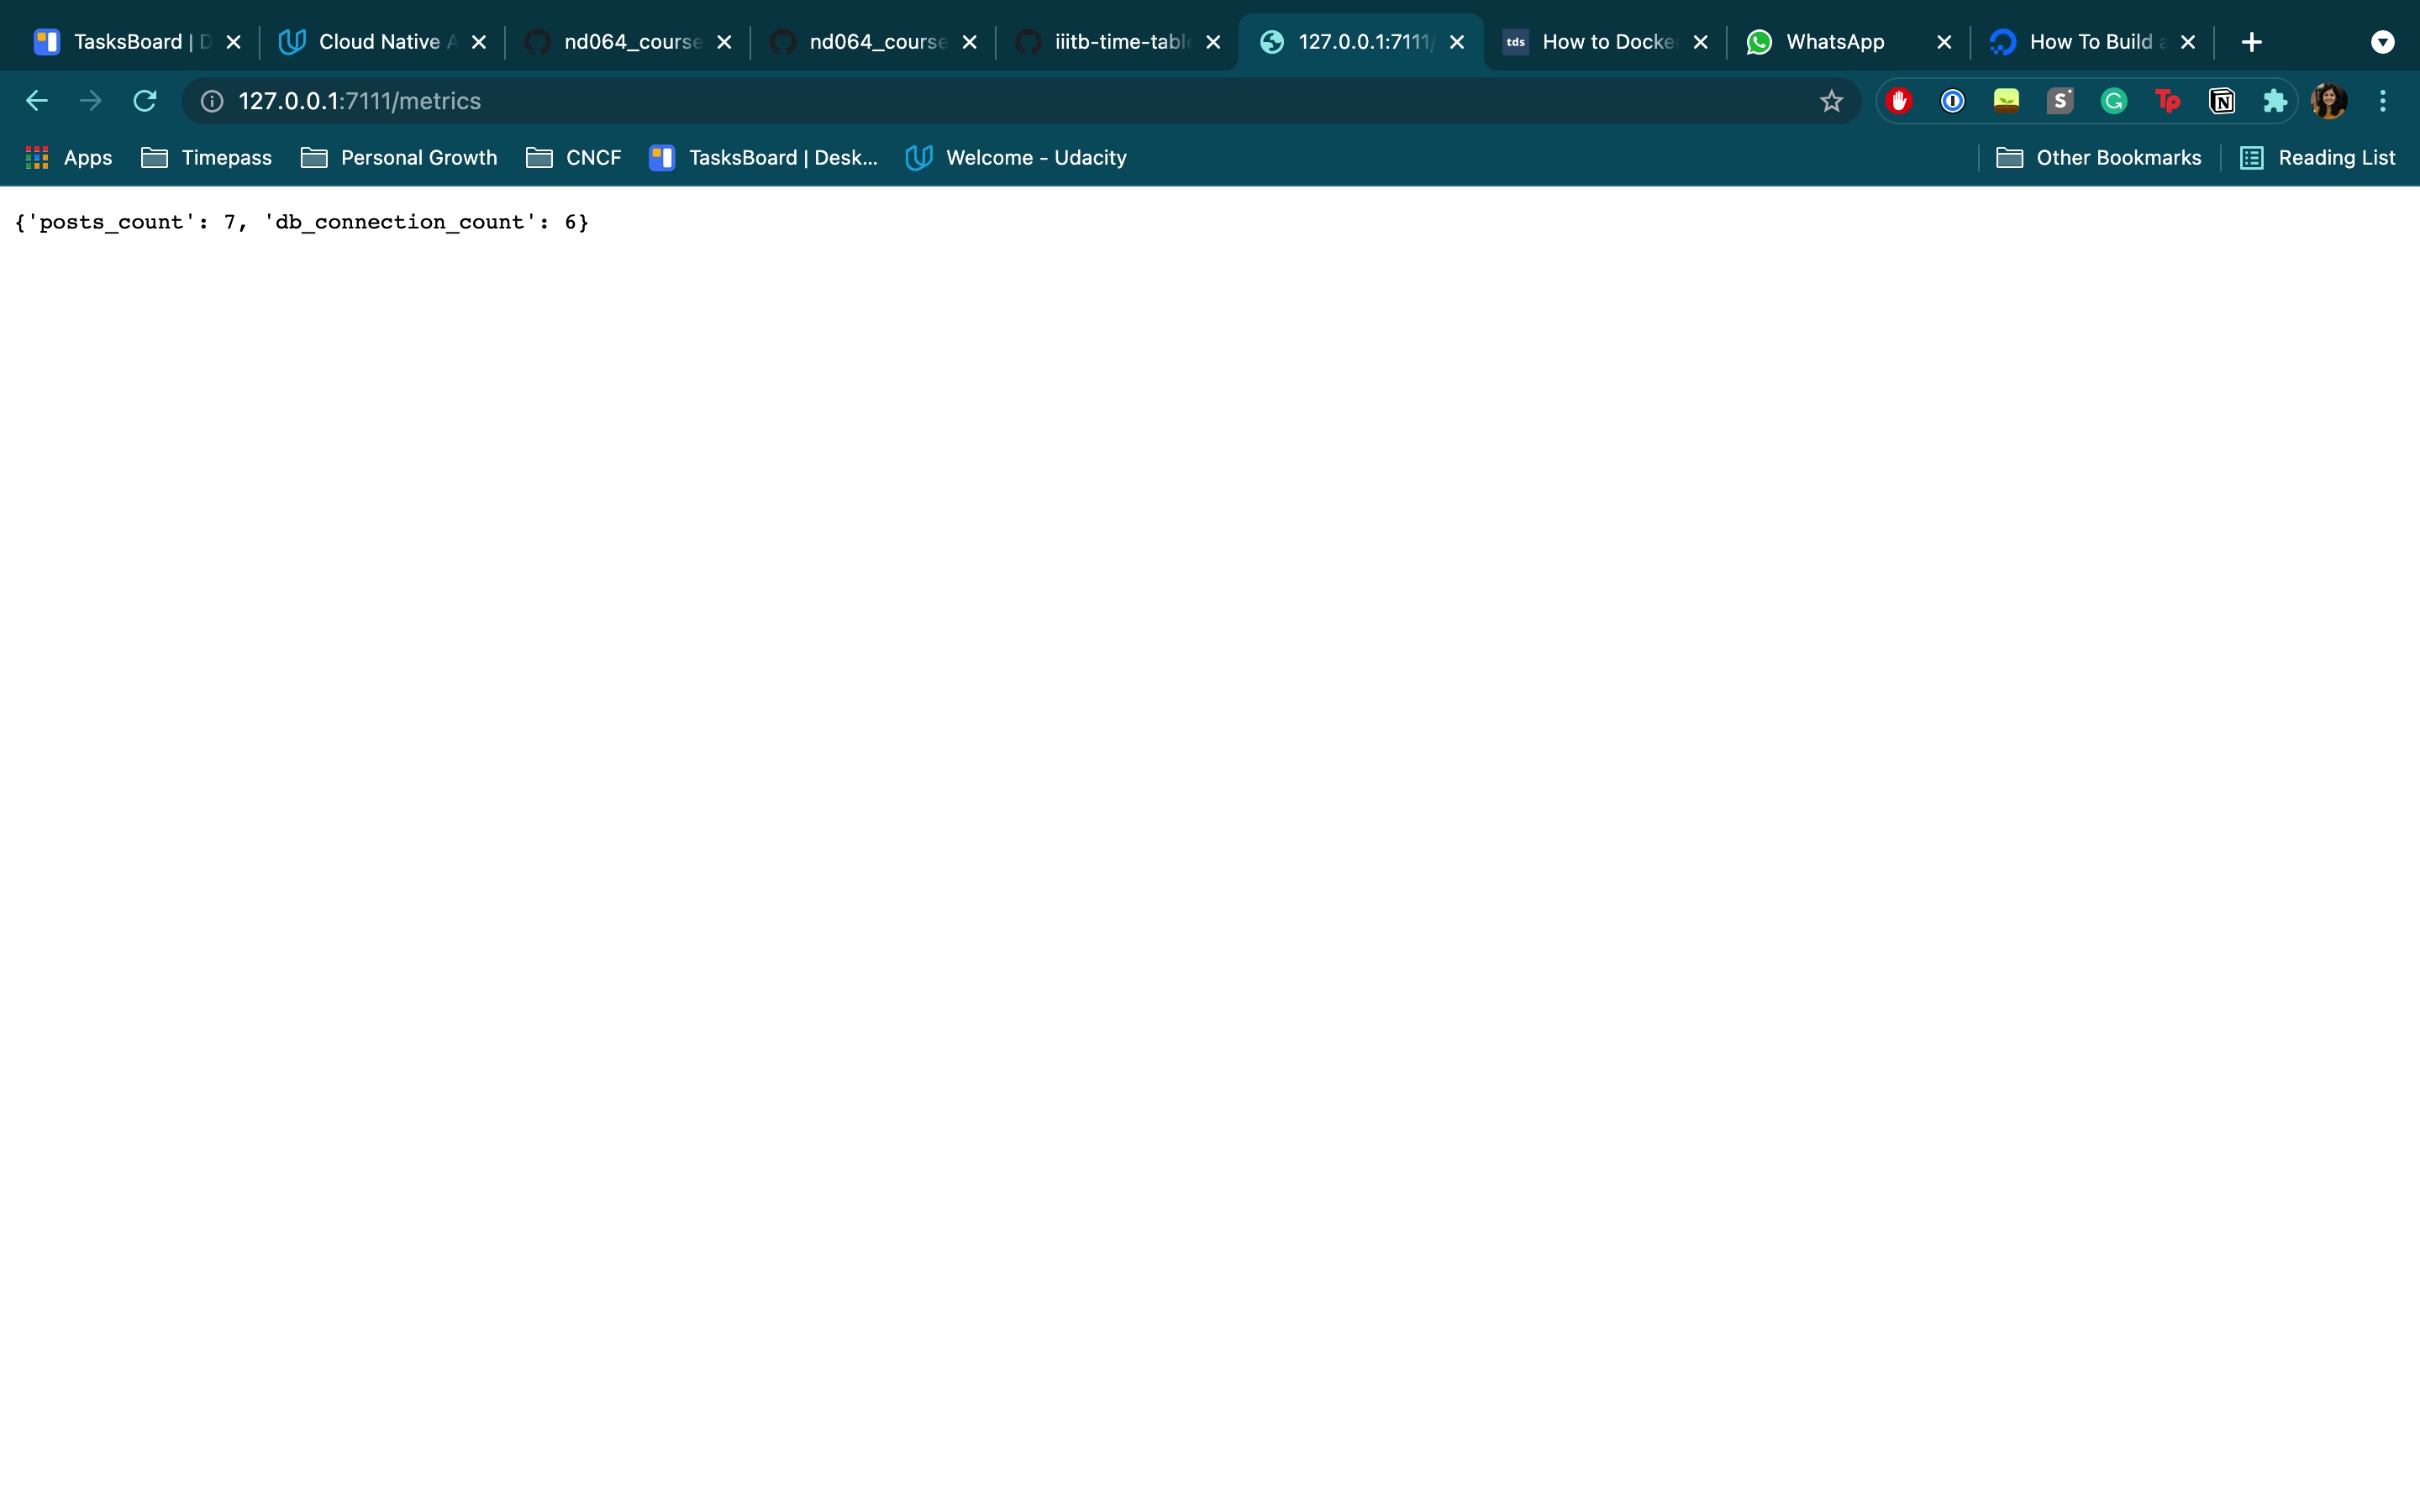 TasksBoard | D
Cloud Native A
nd064_course
nd064_course
iiitb-time-table
127.0.0.1:7111/
tds
How to Docke
WhatsApp
How To Build a
127.0.0.1:7111/metrics
S
G
Tp
N
Apps
Timepass
Personal Growth
CNCF
TasksBoard | Desk...
Welcome - Udacity
Other Bookmarks
Reading List
{'posts_count': 7, 'db_connection_count': 6}